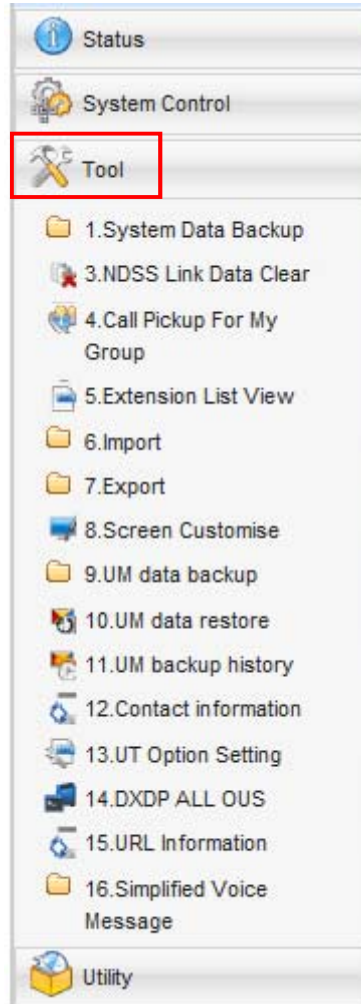 Status
System Control
Tool
1.System Data Backup
3.NDSS Link Data Clear
4.Call Pickup For My
Group
5.Extension List View
6.Import
7.Export
8.Screen Customise
9.UM data backup
10.UM data restore
11.UM backup history
12.Contact information
13.UT Option Setting
14.DXDP ALL OUS
15.URL Information
16.Simplified Voice
Message
Utility